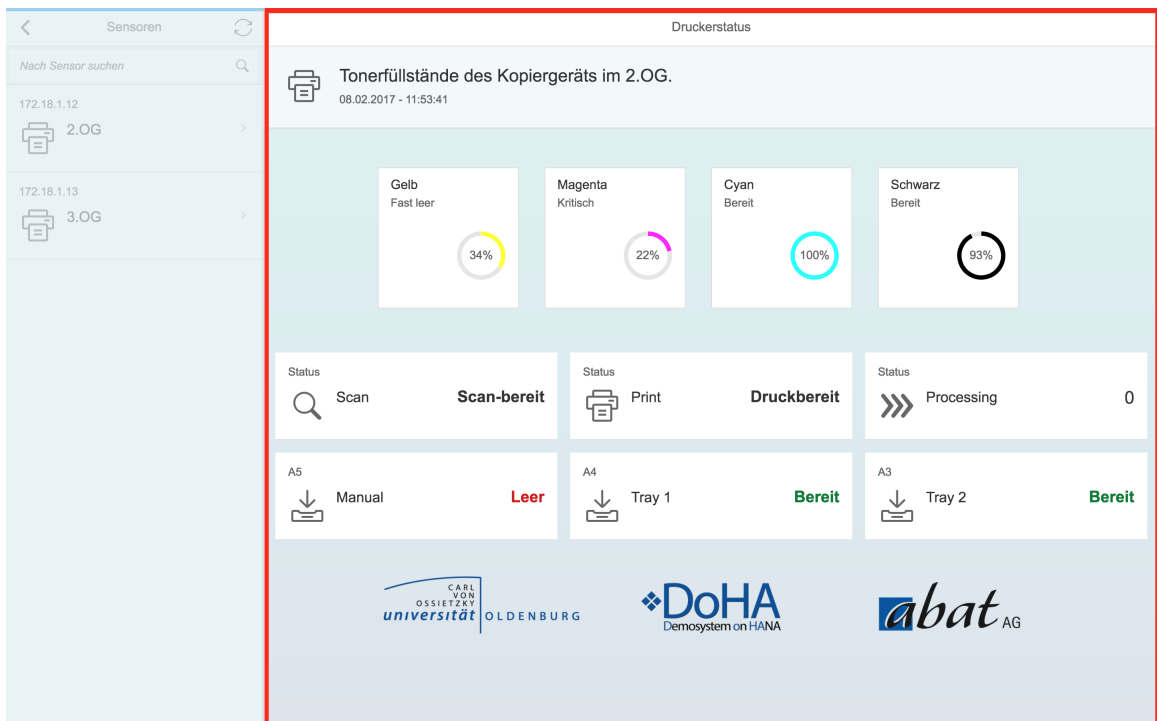 Sensoren
Nach Sensor suchen
172.18.1.12
2.OG
172.18.1.13
3.OG
Druckerstatus
Tonerfüllstände des Kopiergeräts im 2.OG.
08.02.2017 - 11:53:41
Gelb
Fast leer
34%
Magenta
Kritisch
22%
Cyan
Bereit
100%
Schwarz
Bereit
93%
Status
Scan Scan-bereit
Status
Print Druckbereit
Status
Processing 0
A5
Manual Leer
A4
Tray 1 Bereit
A3
Tray 2 Bereit
CARL
VON
OSSIETZKY
universität OLDENBURG
DoHA
Demosystem on HANA
abat AG